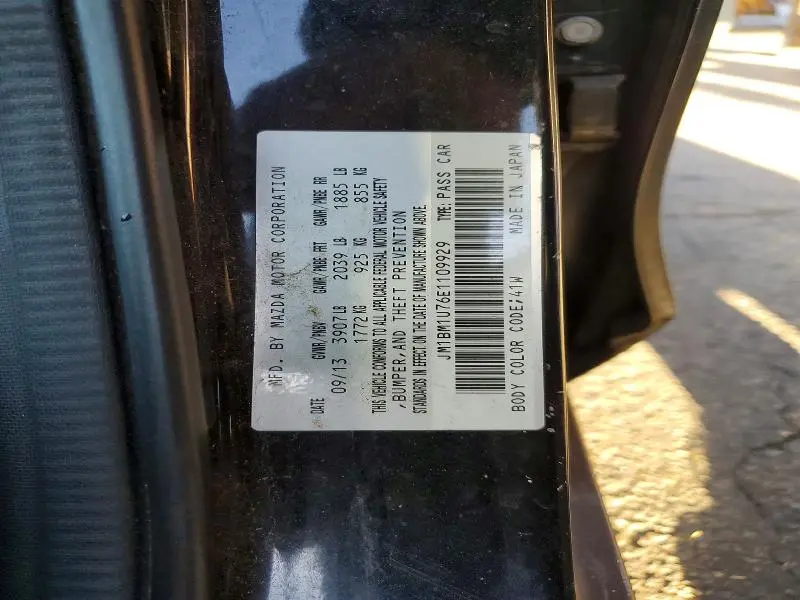 MFD. BY MAZDA MOTOR CORPORATION
DATE GVWR/PNBV GAWR/PNBE FRT GAWR/PNBE RR
09/13 3907LB 2039 LB 1885 LB
1772KG 925 KG 855 KG
THIS VEHICLE CONFORMS TO ALL APPLICABLE FEDERAL MOTOR VEHICLE SAFETY
,BUMPER,AND THEFT PREVENTION
STANDARDS IN EFFECT ON THE DATE OF MANUFACTURE SHOWN ABOVE.
JM1BM1U76E1109929 TYPE: PASS CAR
BODY COLOR CODE;41W MADE IN JAPAN